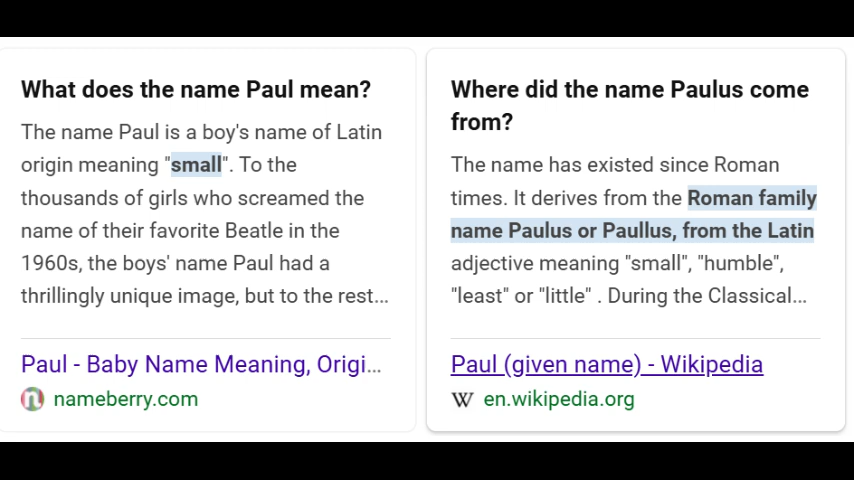 What does the name Paul mean?
The name Paul is a boy's name of Latin
origin meaning "small". To the
thousands of girls who screamed the
name of their favorite Beatle in the
1960s, the boys' name Paul had a
thrillingly unique image, but to the rest...
Paul - Baby Name Meaning, Origi...
nameberry.com
Where did the name Paulus come
from?
The name has existed since Roman
times. It derives from the Roman family
name Paulus or Paullus, from the Latin
adjective meaning "small", "humble",
"least" or "little" . During the Classical...
Paul (given name) - Wikipedia
W en.wikipedia.org